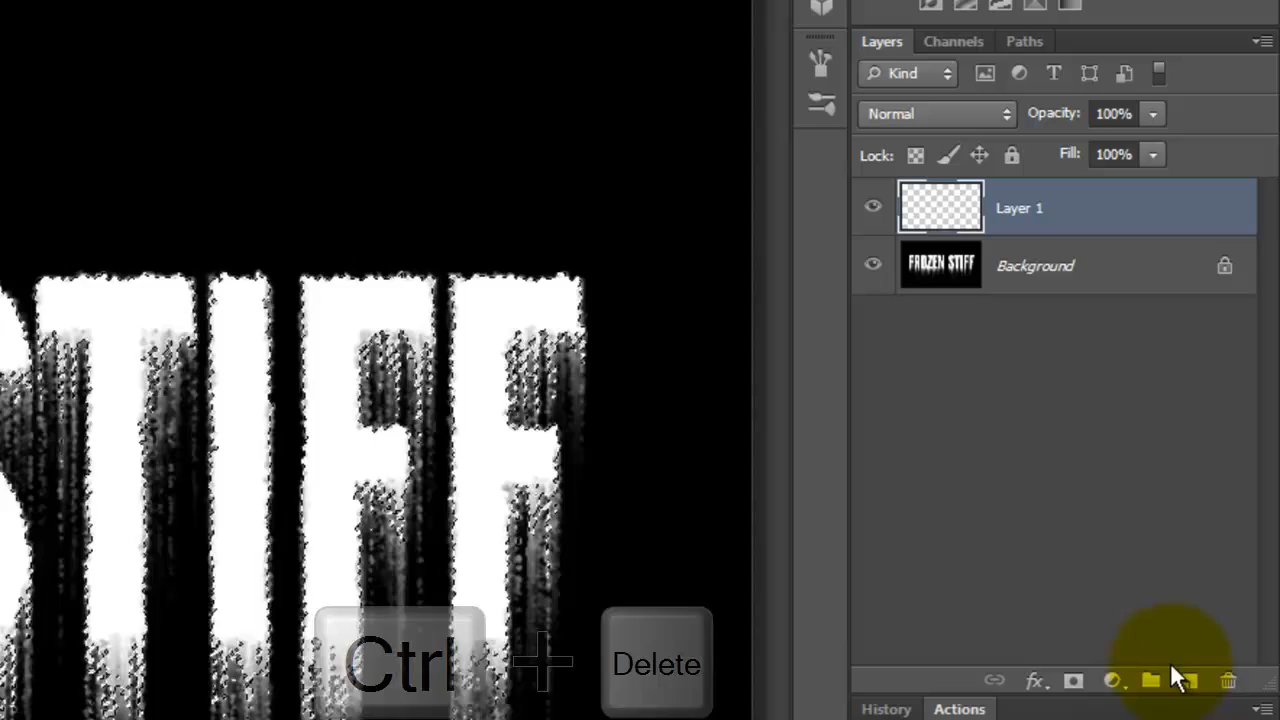 Layers Channels Paths
Kind
Normal Opacity: 100%
Lock: Fill: 100%
Layer 1
FROZEN STIFF Background
STIFF
Ctrl + Delete
fx
History Actions